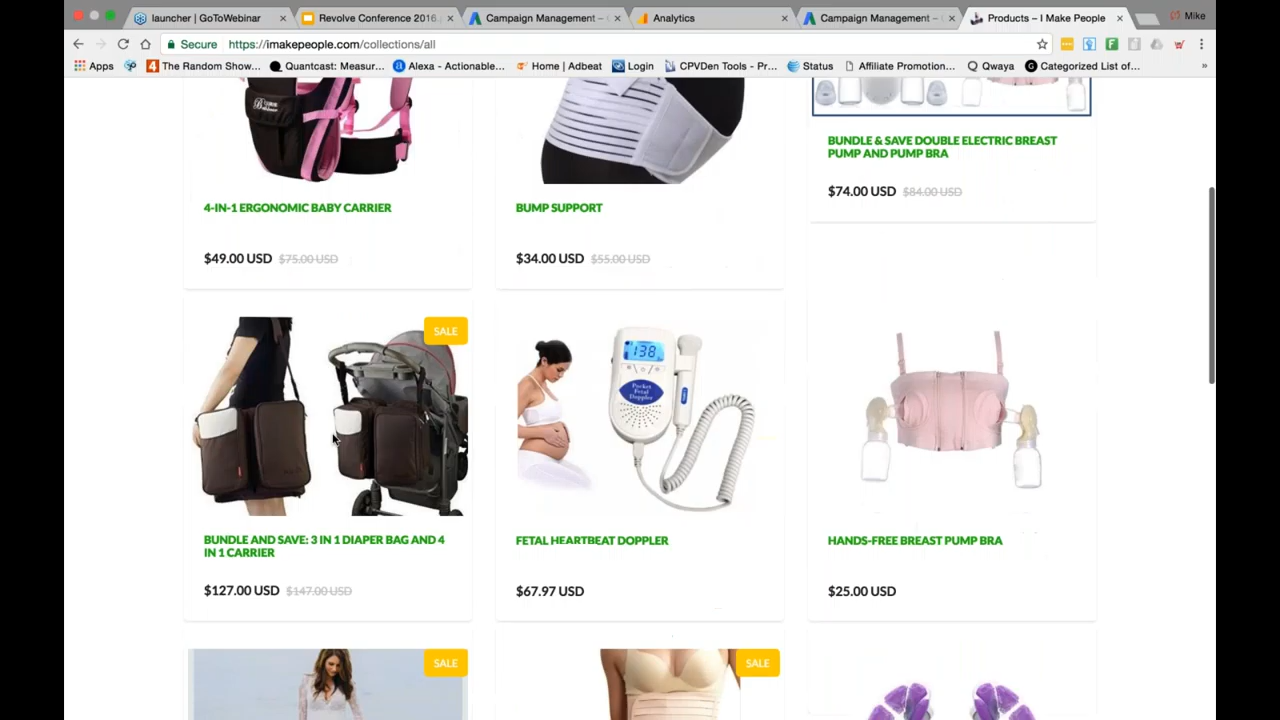 launcher | GoToWebinar
Revolve Conference 2016
Campaign Management –
Analytics
Campaign Management –
Products – I Make People
Mike
Secure
https://imakepeople.com/collections/all
Apps
The Random Show...
Quantcast: Measur...
Alexa - Actionable...
Home | Adbeat
Login
CPVDen Tools - Pr...
Status
Affiliate Promotion...
Qwaya
Categorized List of...
»
4-IN-1 ERGONOMIC BABY CARRIER
$49.00 USD $75.00 USD
BUMP SUPPORT
$34.00 USD $55.00 USD
BUNDLE & SAVE DOUBLE ELECTRIC BREAST
PUMP AND PUMP BRA
$74.00 USD $84.00 USD
SALE
BUNDLE AND SAVE: 3 IN 1 DIAPER BAG AND 4
IN 1 CARRIER
$127.00 USD $147.00 USD
138
Pocket
Fetal
Doppler
FETAL HEARTBEAT DOPPLER
$67.97 USD
HANDS-FREE BREAST PUMP BRA
$25.00 USD
SALE
SALE